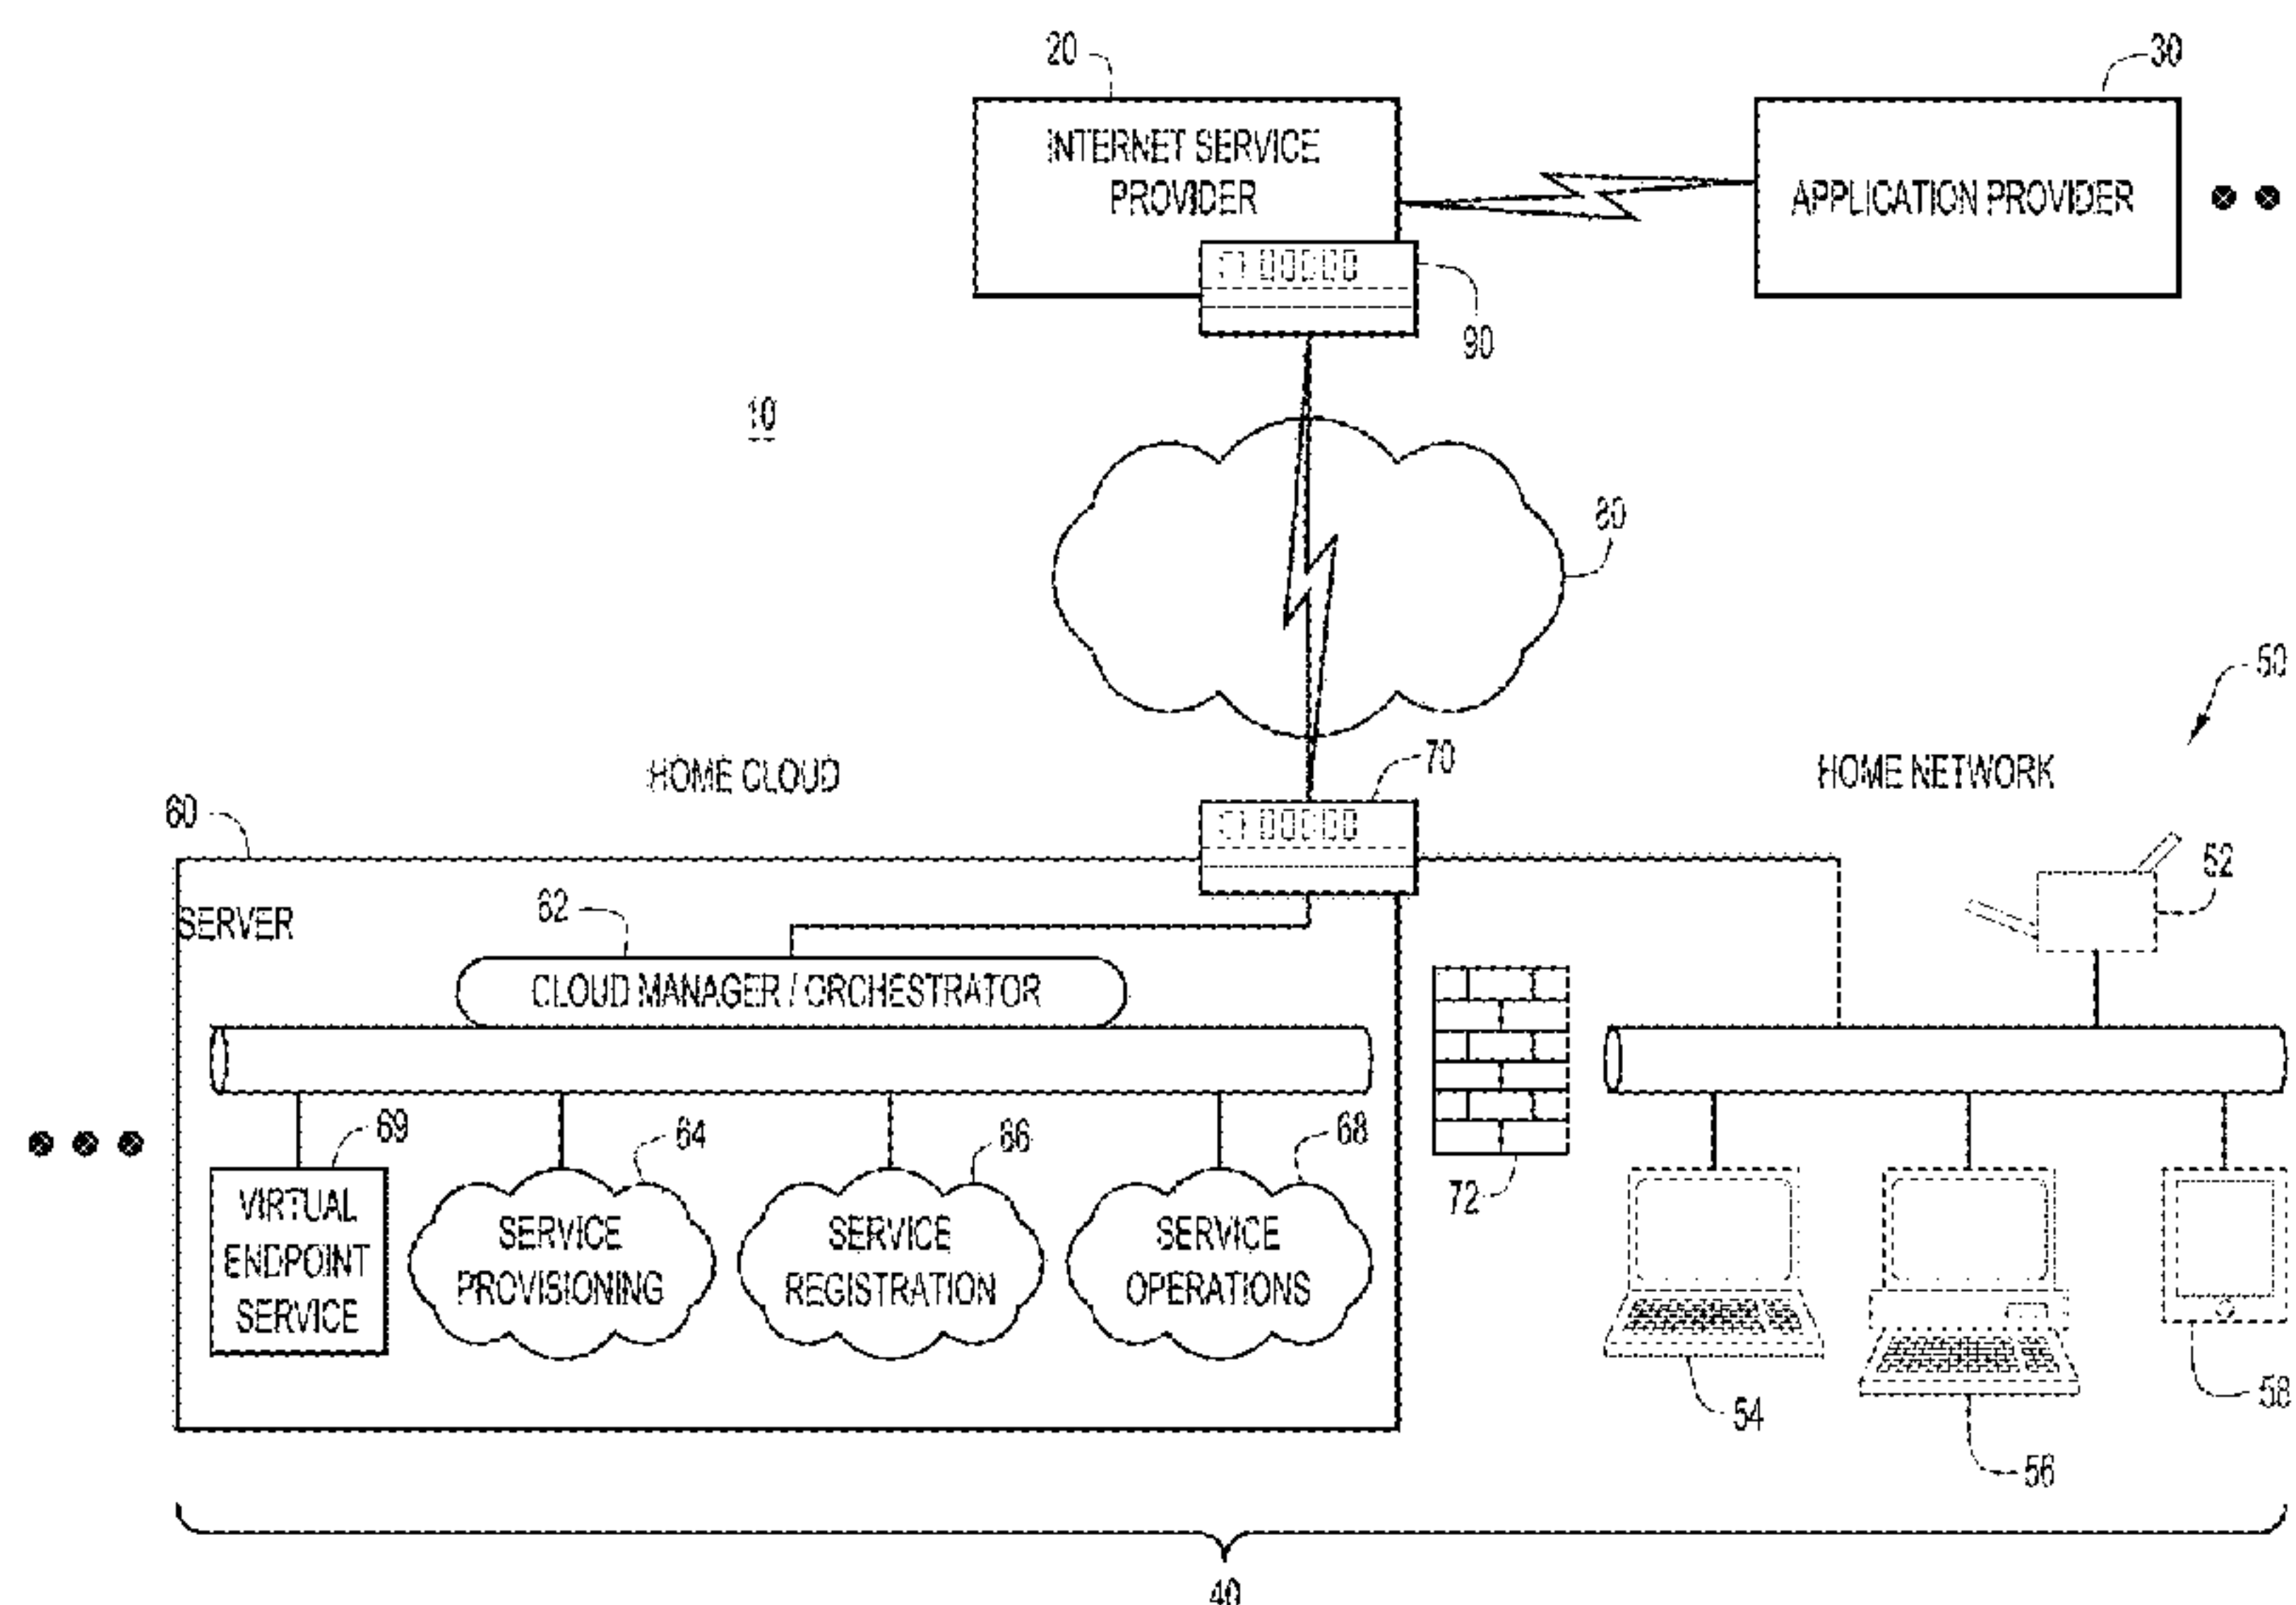 20
30
INTERNET SERVICE
PROVIDER
APPLICATION PROVIDER
90
10
80
50
HOME CLOUD
70
HOME NETWORK
60
52
SERVER
62
CLOUD MANAGER / ORCHESTRATOR
69
64
66
68
72
VIRTUAL
ENDPOINT
SERVICE
SERVICE
PROVISIONING
SERVICE
REGISTRATION
SERVICE
OPERATIONS
54
56
58
40